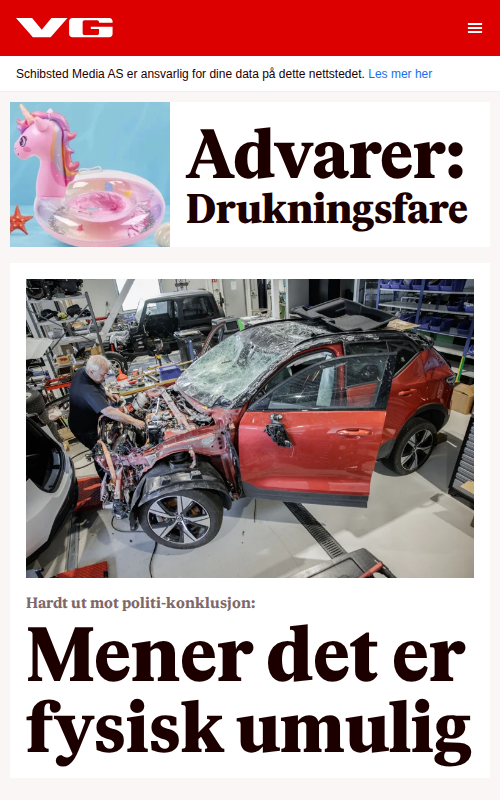 VG
Schibsted Media AS er ansvarlig for dine data på dette nettstedet. Les mer her
Advarer:
Drukningsfare
Hardt ut mot politi-konklusjon:
Mener det er
fysisk umulig